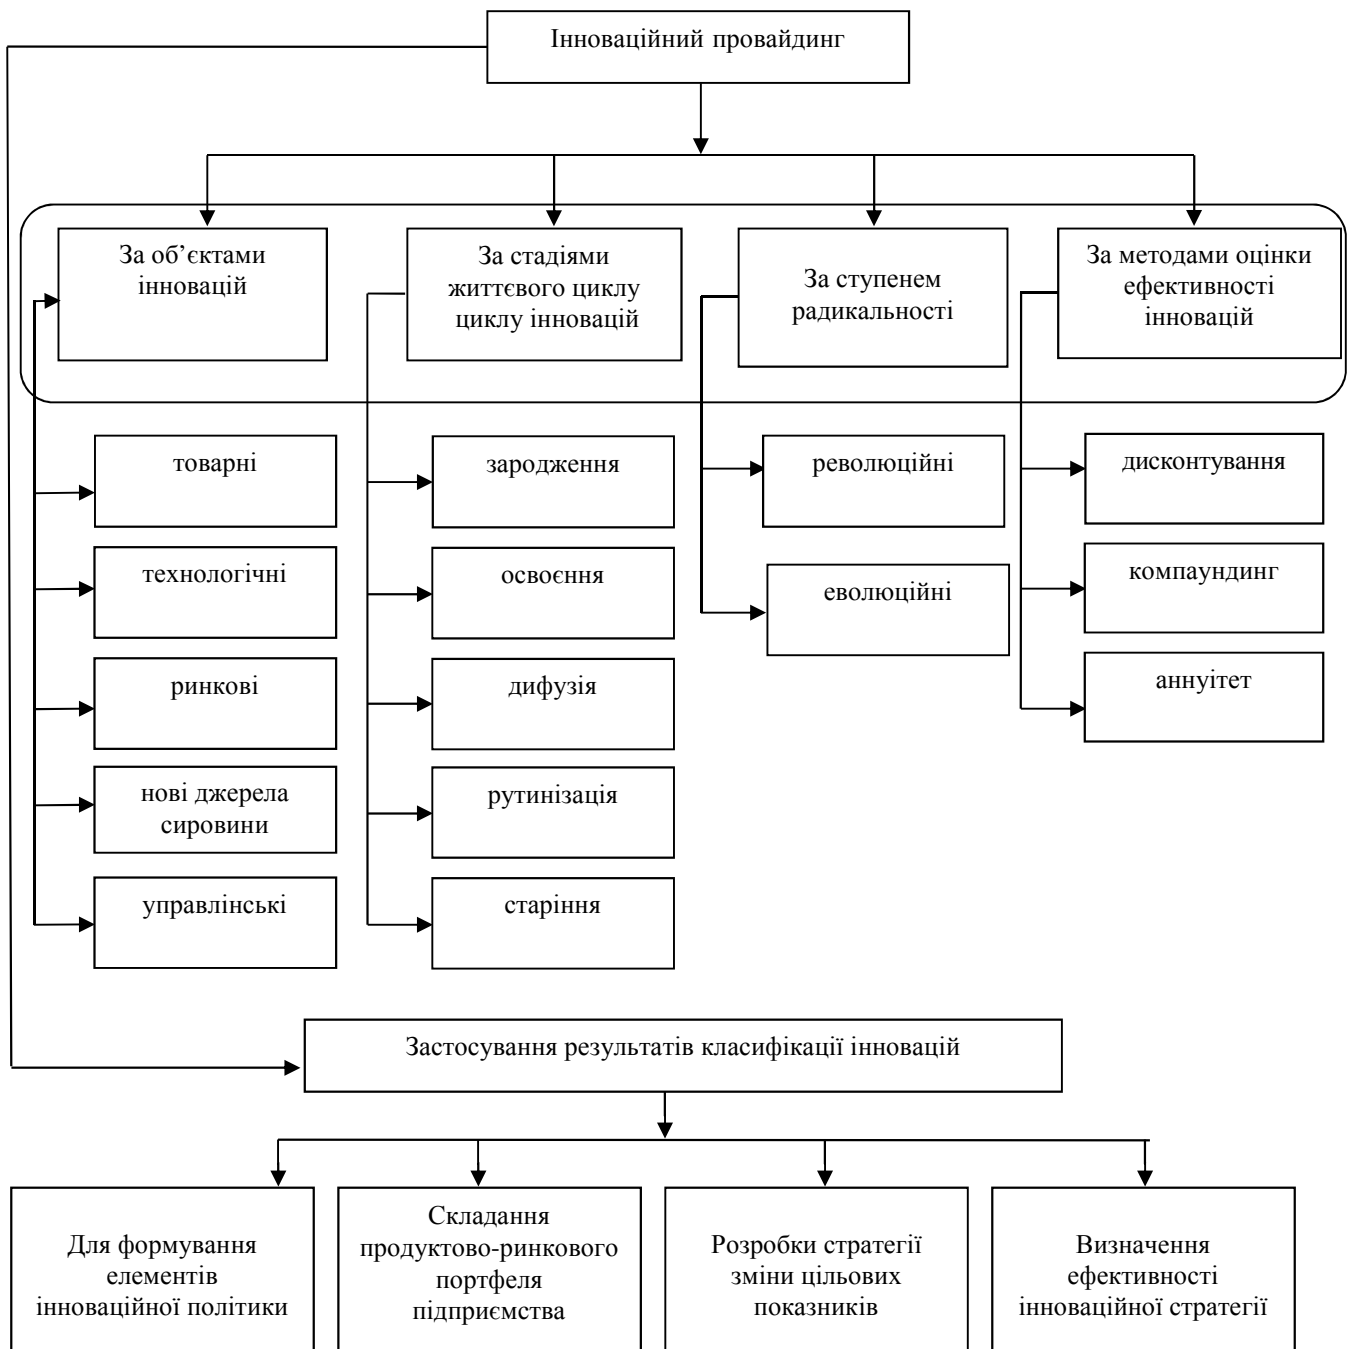 Інноваційний провайдинг
За об’єктами
інновацій
За стадіями
життєвого циклу
циклу інновацій
За ступенем
радикальності
За методами оцінки
ефективності
інновацій
товарні
технологічні
ринкові
нові джерела
сировини
управлінські
зародження
освоєння
дифузія
рутинізація
старіння
революційні
еволюційні
дисконтування
компаундинг
аннуітет
Застосування результатів класифікації інновацій
Для формування
елементів
інноваційної політики
Складання
продуктово-ринкового
портфеля
підприємства
Розробки стратегії
зміни цільових
показників
Визначення
ефективності
інноваційної стратегії